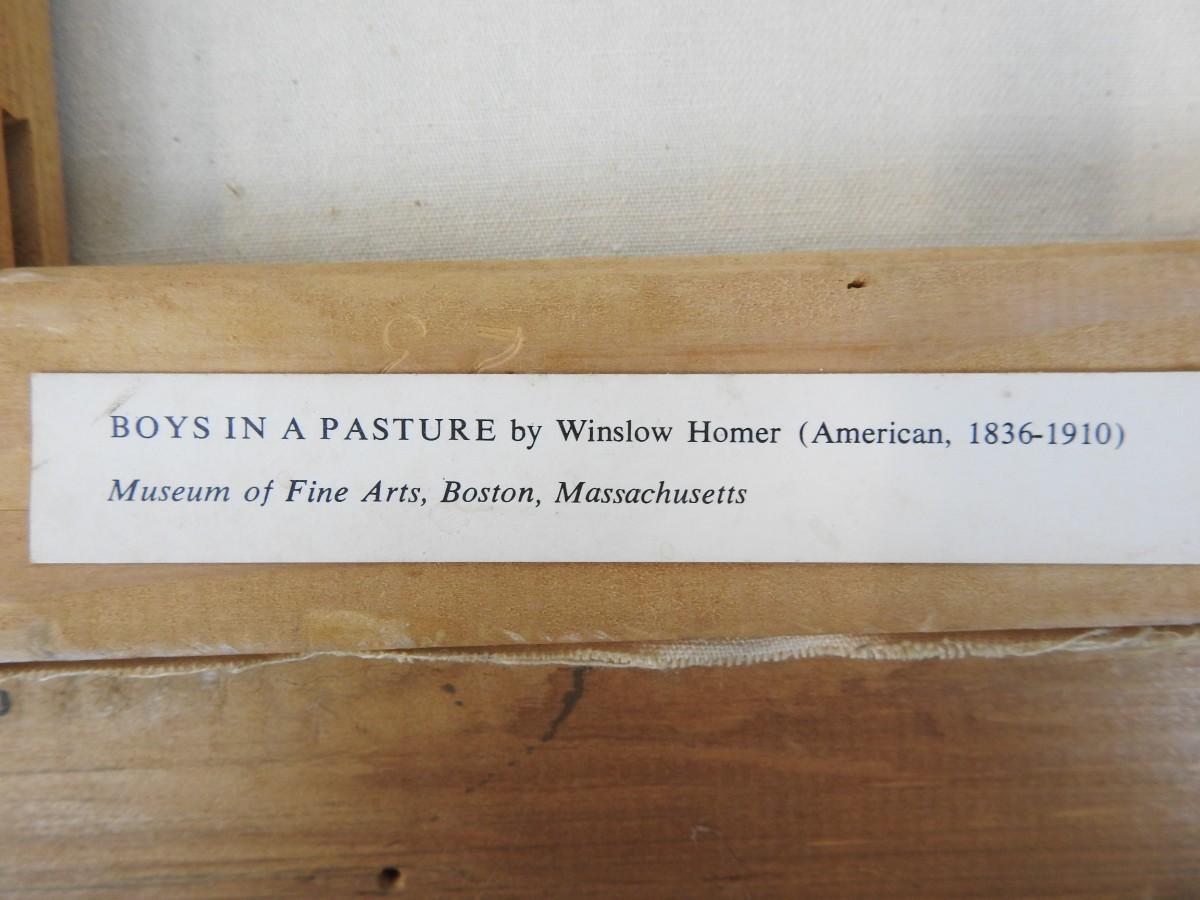 BOYS IN A PASTURE by Winslow Homer (American, 1836-1910)
Museum of Fine Arts, Boston, Massachusetts